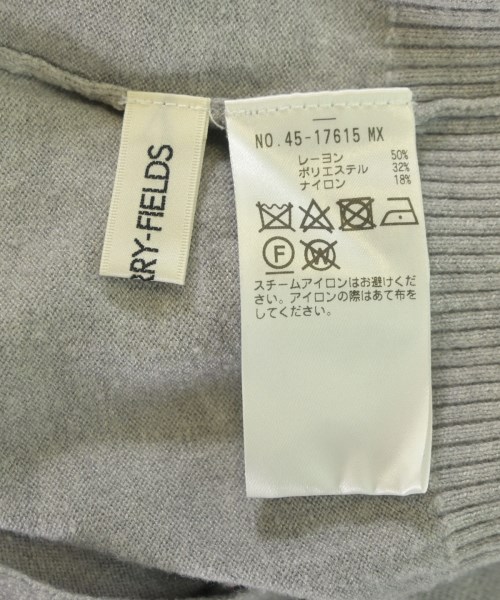 RRY-FIELDS
NO.45-17615 MX
レーヨン 50%
ポリエステル 32%
ナイロン 18%
F W
スチームアイロンはお避けくだ
さい。アイロンの際はあて布を
してください。